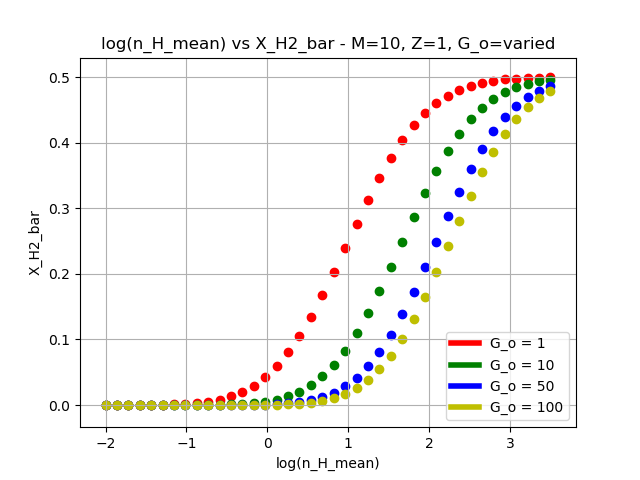 log(n_H_mean) vs X_H2_bar - M=10, Z=1, G_o=varied
X_H2_bar
0.5
0.4
0.3
0.2
0.1
0.0
G_o = 1
G_o = 10
G_o = 50
G_o = 100
−2
−1
0
1
2
3
log(n_H_mean)